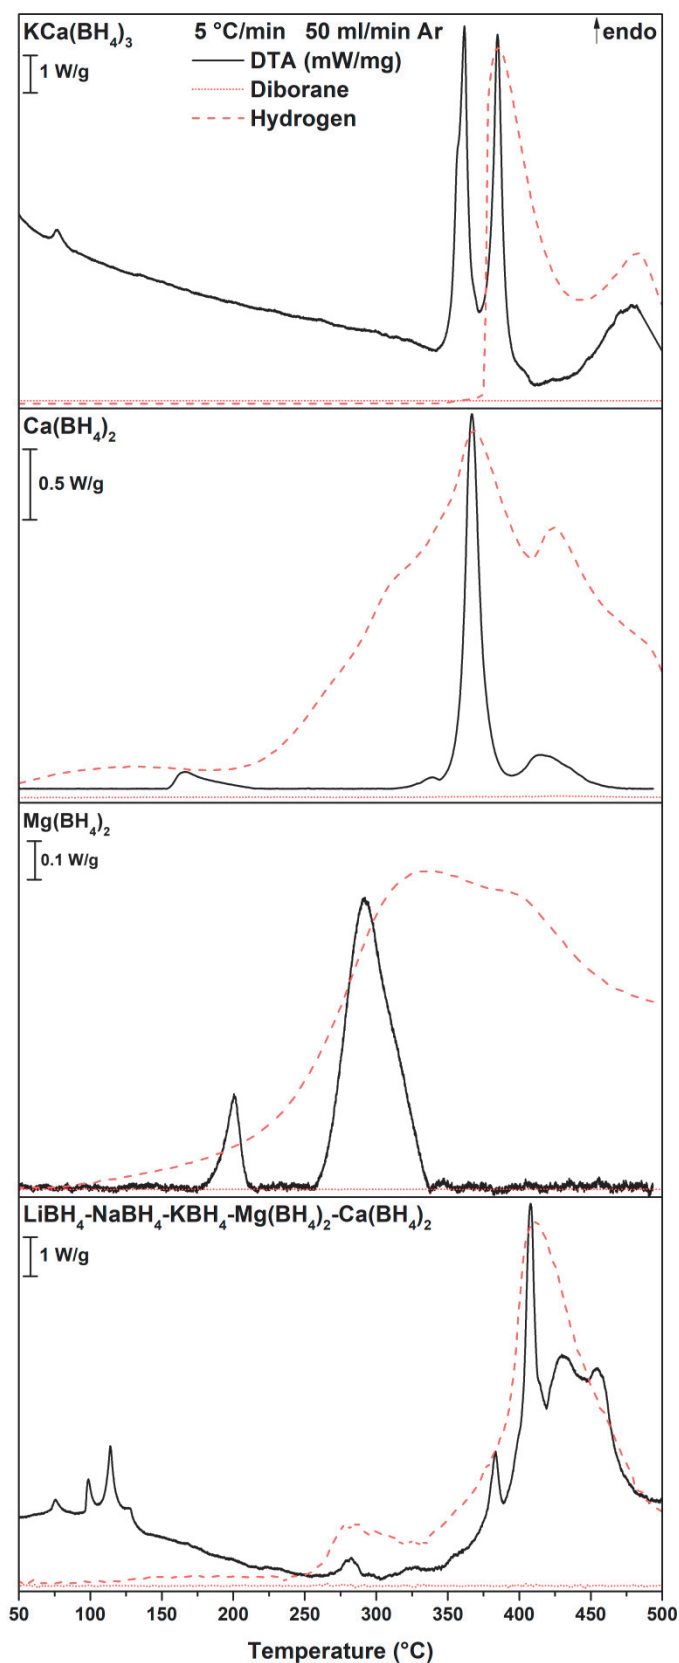 KCa(BH₄)₃ 5 °C/min 50 ml/min Ar ↑endo
1 W/g
DTA (mW/mg)
Diborane
Hydrogen
Ca(BH₄)₂
0.5 W/g
Mg(BH₄)₂
0.1 W/g
LiBH₄-NaBH₄-KBH₄-Mg(BH₄)₂-Ca(BH₄)₂
1 W/g
50 100 150 200 250 300 350 400 450 500
Temperature (°C)